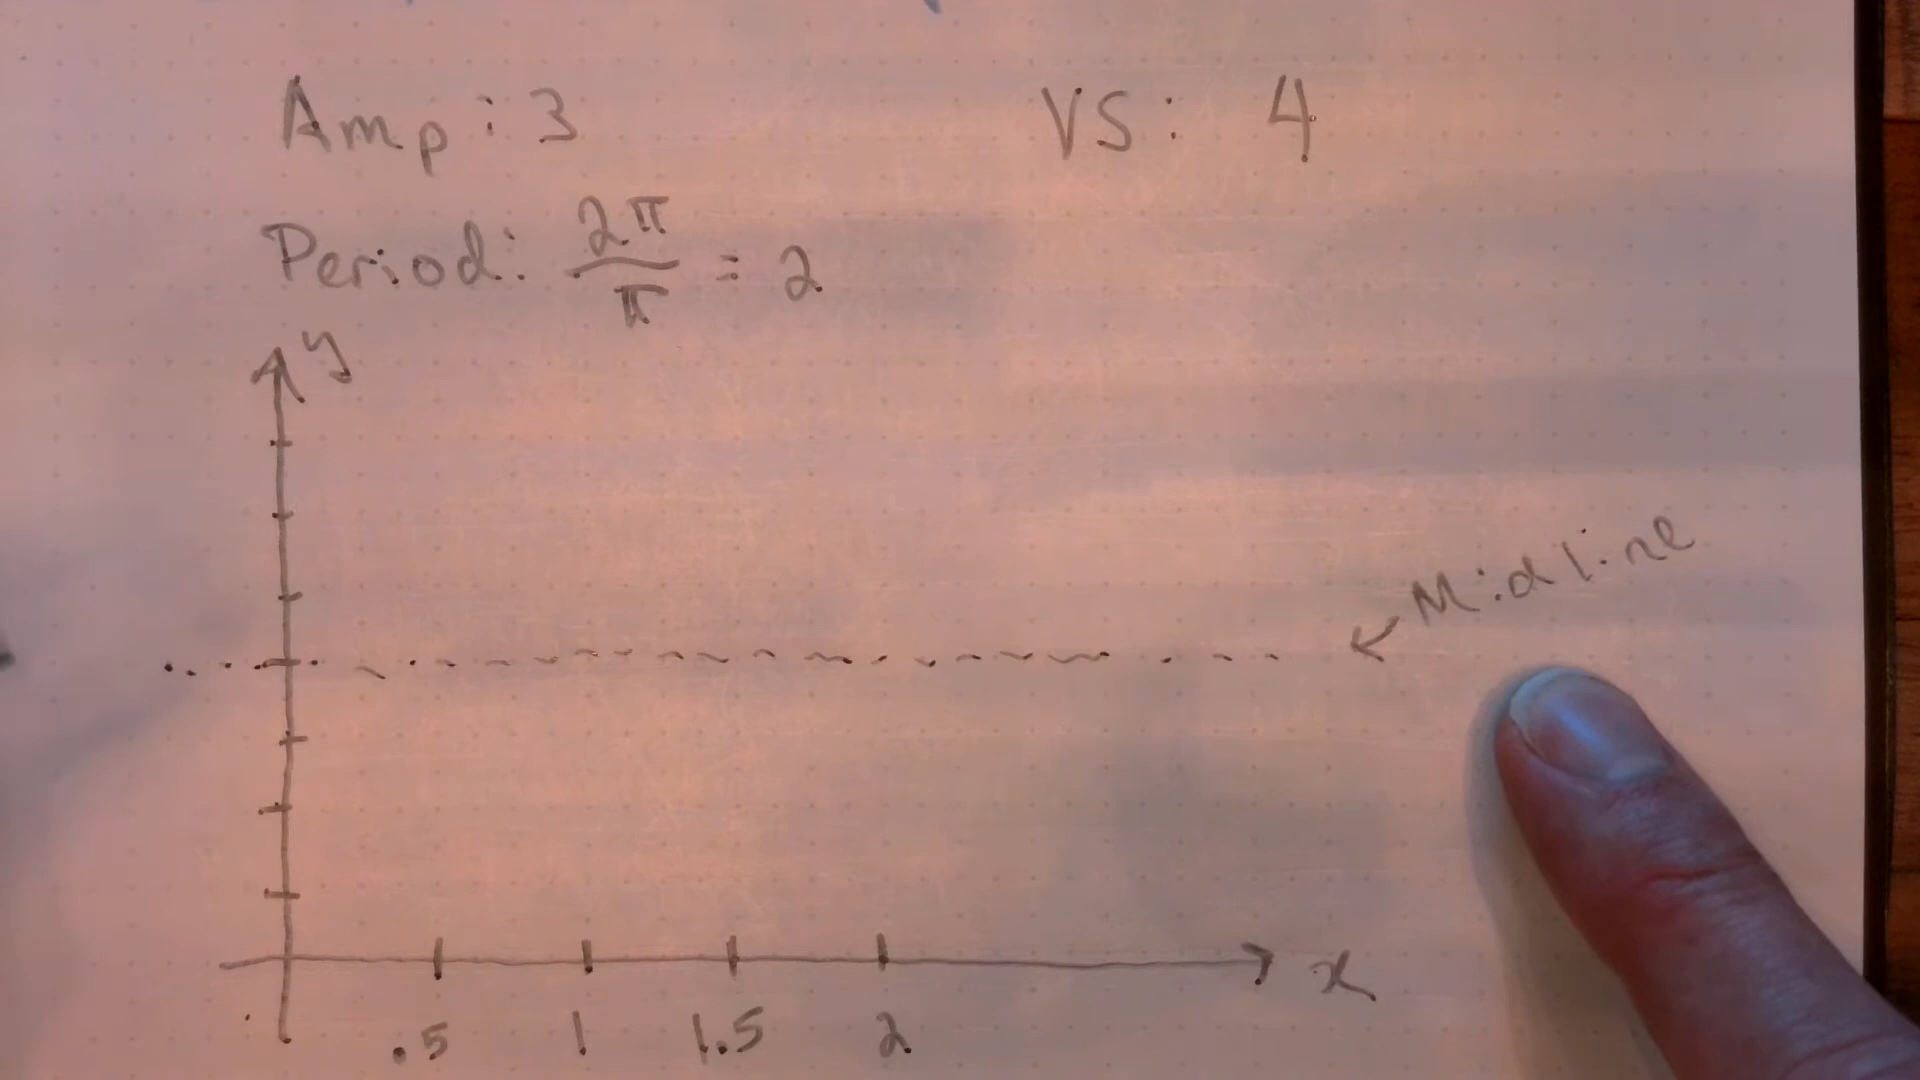 Amp: 3
VS: 4
Period: 2π/π = 2
y
Midline
x
.5 1 1.5 2